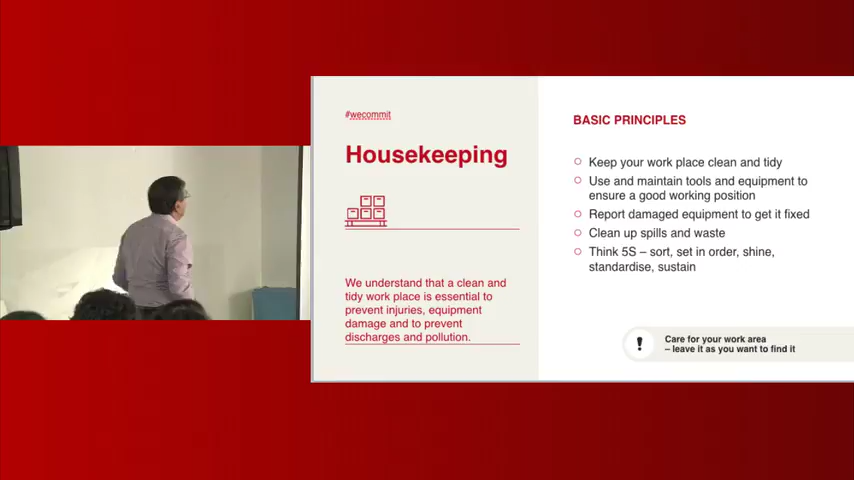 #wecommit
Housekeeping
We understand that a clean and
tidy work place is essential to
prevent injuries, equipment
damage and to prevent
discharges and pollution.
BASIC PRINCIPLES
Keep your work place clean and tidy
Use and maintain tools and equipment to
ensure a good working position
Report damaged equipment to get it fixed
Clean up spills and waste
Think 5S – sort, set in order, shine,
standardise, sustain
!
Care for your work area
– leave it as you want to find it